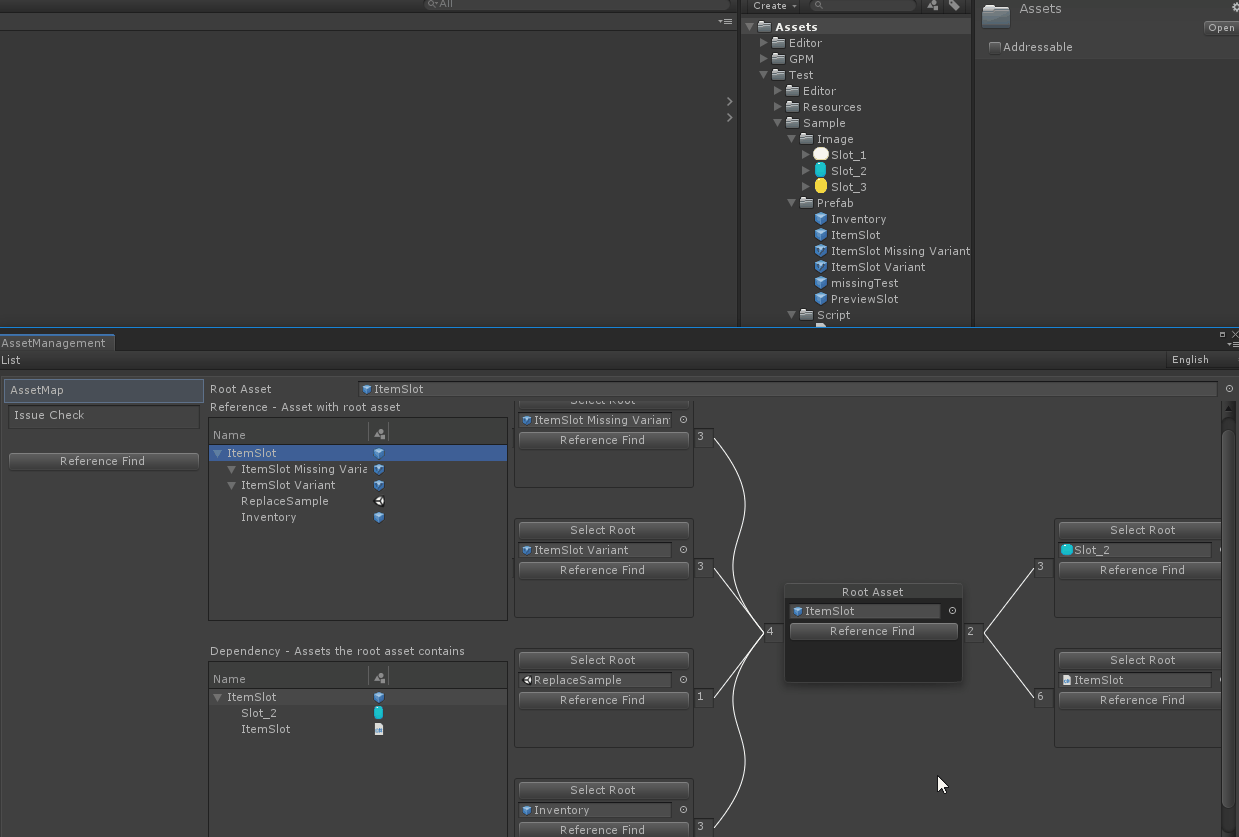 All
Create
Assets
Editor
GPM
Test
Editor
Resources
Sample
Image
Slot_1
Slot_2
Slot_3
Prefab
Inventory
ItemSlot
ItemSlot Missing Variant
ItemSlot Variant
missingTest
PreviewSlot
Script
Assets
Open
Addressable
AssetManagement
List
English
AssetMap
Issue Check
Reference Find
Root Asset
ItemSlot
Reference - Asset with root asset
Name
ItemSlot
ItemSlot Missing Varia
ItemSlot Variant
ReplaceSample
Inventory
Dependency - Assets the root asset contains
Name
ItemSlot
Slot_2
ItemSlot
Select Root
ItemSlot Missing Varian
Reference Find
3
Select Root
ItemSlot Variant
Reference Find
3
Select Root
ReplaceSample
Reference Find
1
Select Root
Inventory
Reference Find
3
4
Root Asset
ItemSlot
Reference Find
2
3
Select Root
Slot_2
Reference Find
6
Select Root
ItemSlot
Reference Find